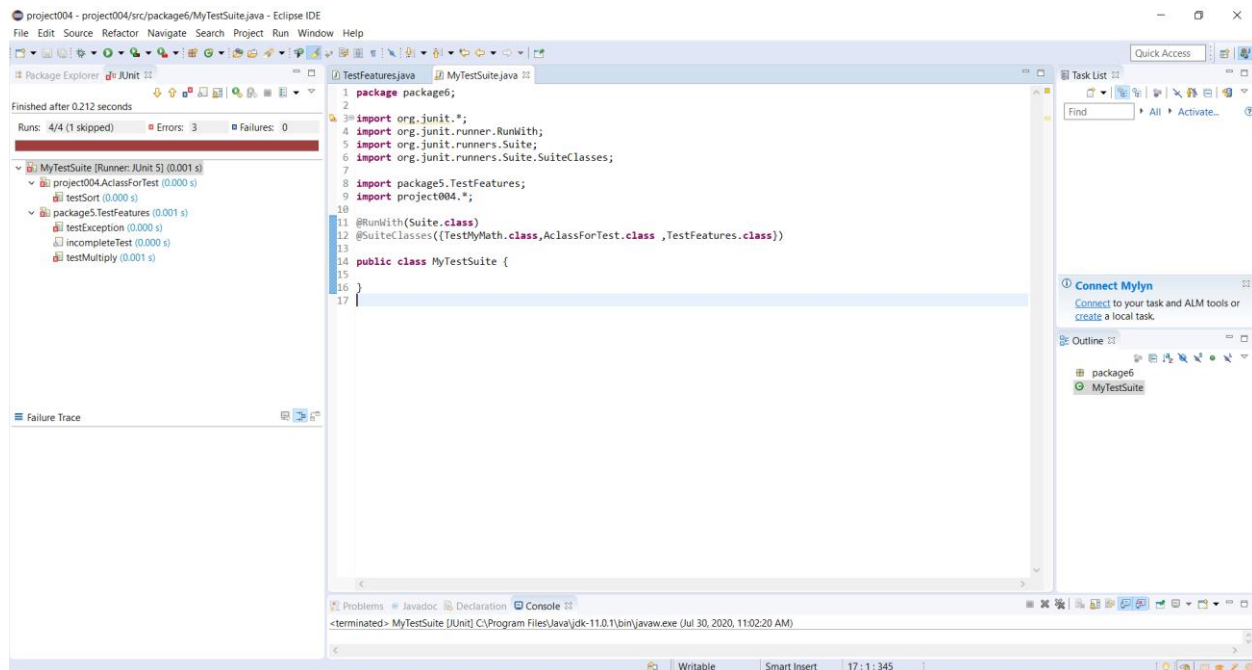 project004 - project004/src/package6/MyTestSuite.java - Eclipse IDE
File Edit Source Refactor Navigate Search Project Run Window Help
Quick Access
Package Explorer JUnit
Finished after 0.212 seconds
Runs: 4/4 (1 skipped) Errors: 3 Failures: 0
MyTestSuite [Runner: JUnit 5] (0.001 s)
project004.AclassForTest (0.000 s)
testSort (0.000 s)
package5.TestFeatures (0.001 s)
testException (0.000 s)
incompleteTest (0.000 s)
testMultiply (0.001 s)
Failure Trace
TestFeatures.java MyTestSuite.java
1 package package6;
2
3 import org.junit.*;
4 import org.junit.runner.RunWith;
5 import org.junit.runners.Suite;
6 import org.junit.runners.Suite.SuiteClasses;
7
8 import package5.TestFeatures;
9 import project004.*;
10
11 @RunWith(Suite.class)
12 @SuiteClasses({TestMyMath.class,AclassForTest.class ,TestFeatures.class})
13
14 public class MyTestSuite {
15
16 }
17
Task List
Find All Activate...
Connect Mylyn
Connect to your task and ALM tools or
create a local task.
Outline
package6
MyTestSuite
Problems Javadoc Declaration Console
<terminated> MyTestSuite [JUnit] C:\Program Files\Java\jdk-11.0.1\bin\javaw.exe (Jul 30, 2020, 11:02:20 AM)
Writable Smart Insert 17 : 1 : 345